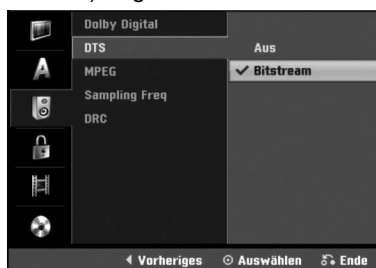 Dolby Digital
DTS
MPEG
Sampling Freq
DRC
Aus
✓ Bitstream
A
Vorheriges
Auswählen
Ende